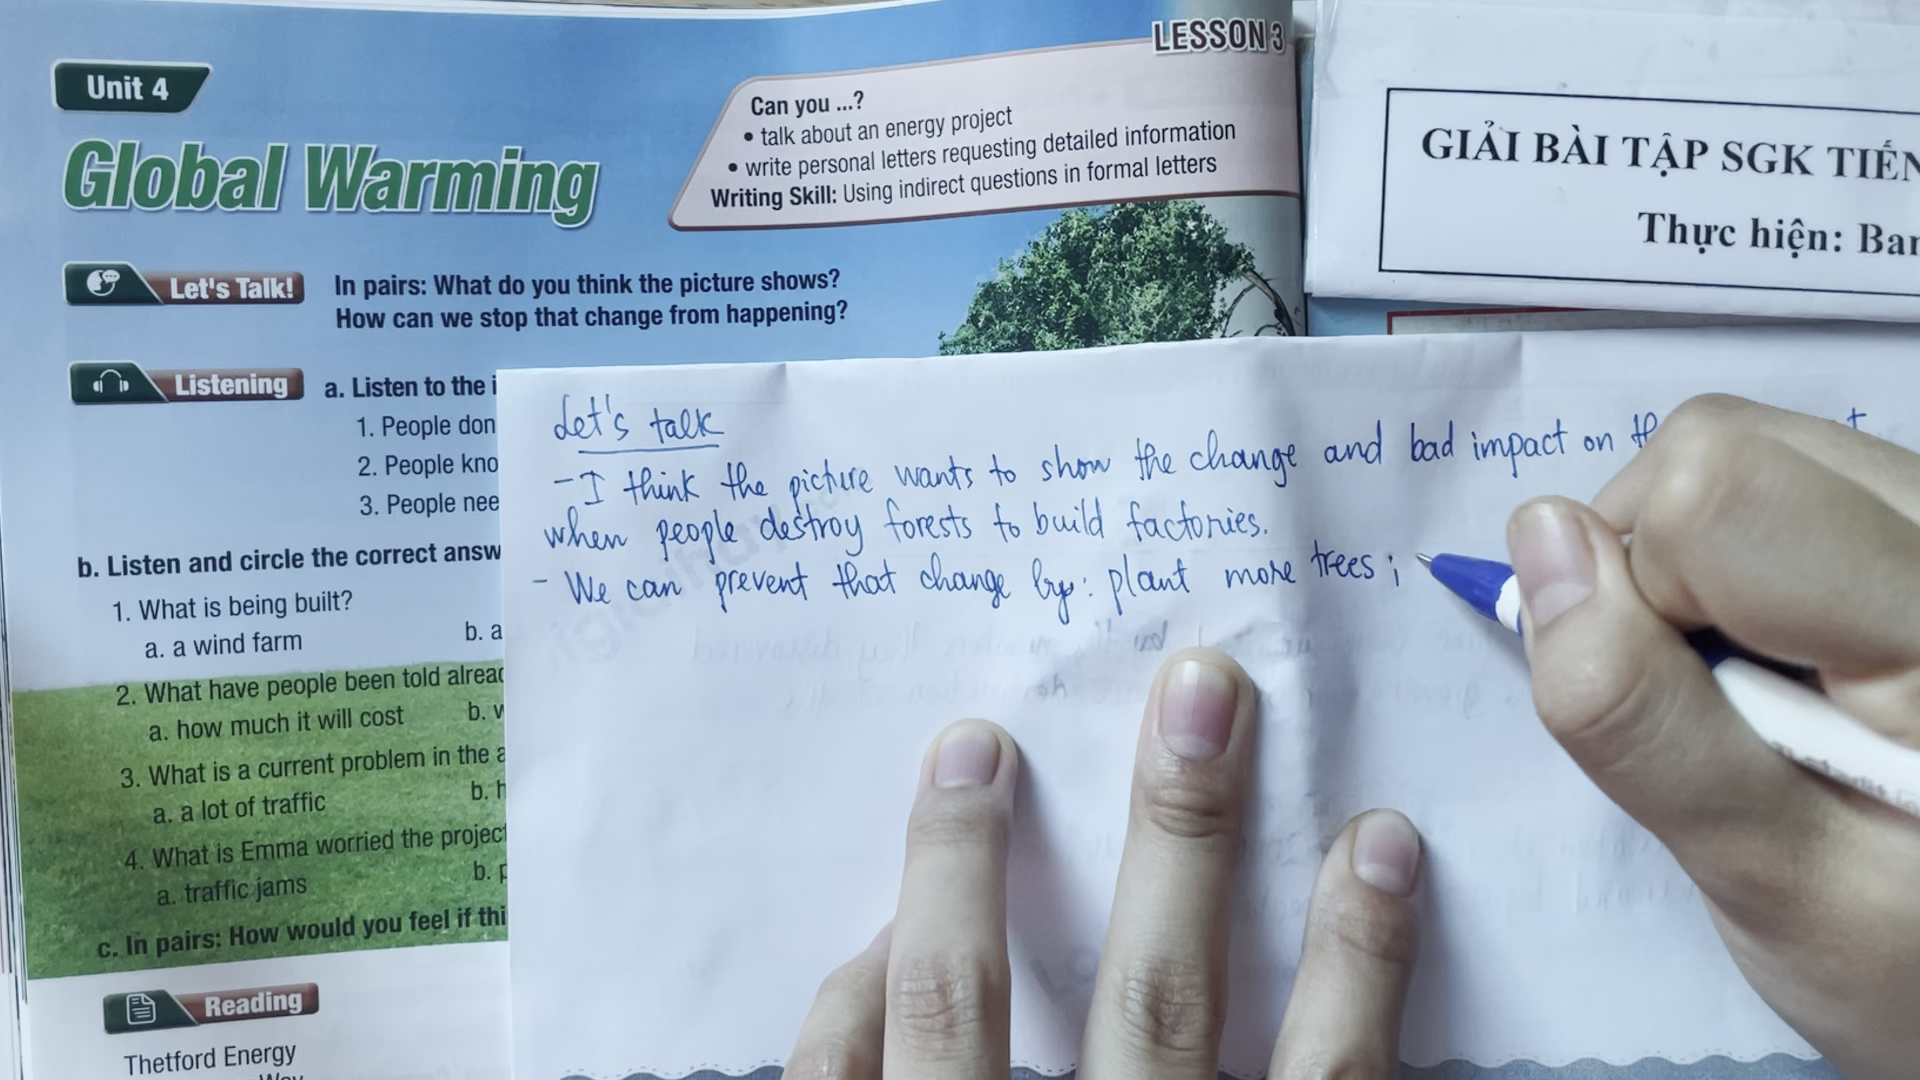 LESSON 3
Unit 4
Global Warming
Can you ...?
• talk about an energy project
• write personal letters requesting detailed information
Writing Skill: Using indirect questions in formal letters
Let's Talk!
In pairs: What do you think the picture shows?
How can we stop that change from happening?
Listening
a. Listen to the i
1. People don
2. People kno
3. People nee
b. Listen and circle the correct answ
1. What is being built?
a. a wind farm b. a
2. What have people been told alread
a. how much it will cost b. w
3. What is a current problem in the a
a. a lot of traffic b. h
4. What is Emma worried the project
a. traffic jams b. p
c. In pairs: How would you feel if thi
Reading
Thetford Energy
GIẢI BÀI TẬP SGK TIẾN
Thực hiện: Ban
Let's talk
- I think the picture wants to show the change and bad impact on
when people destroy forests to build factories.
- We can prevent that change by: plant more trees ;